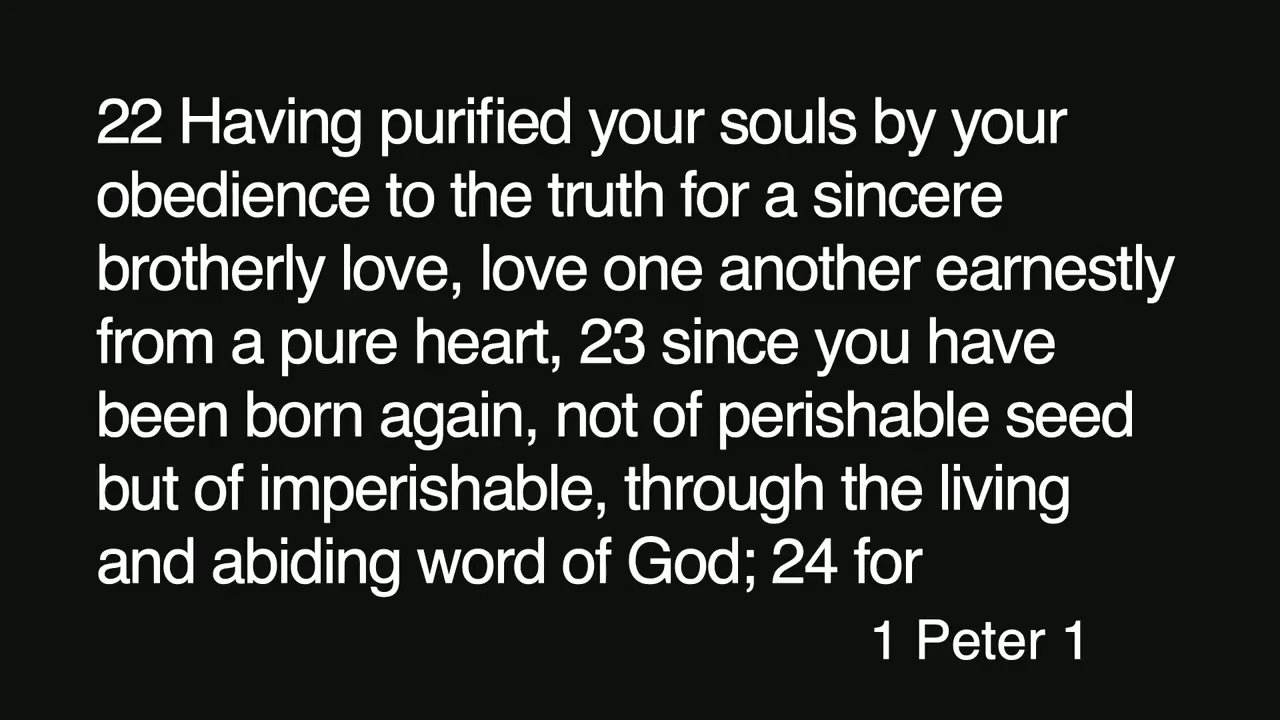 22 Having purified your souls by your
obedience to the truth for a sincere
brotherly love, love one another earnestly
from a pure heart, 23 since you have
been born again, not of perishable seed
but of imperishable, through the living
and abiding word of God; 24 for
1 Peter 1